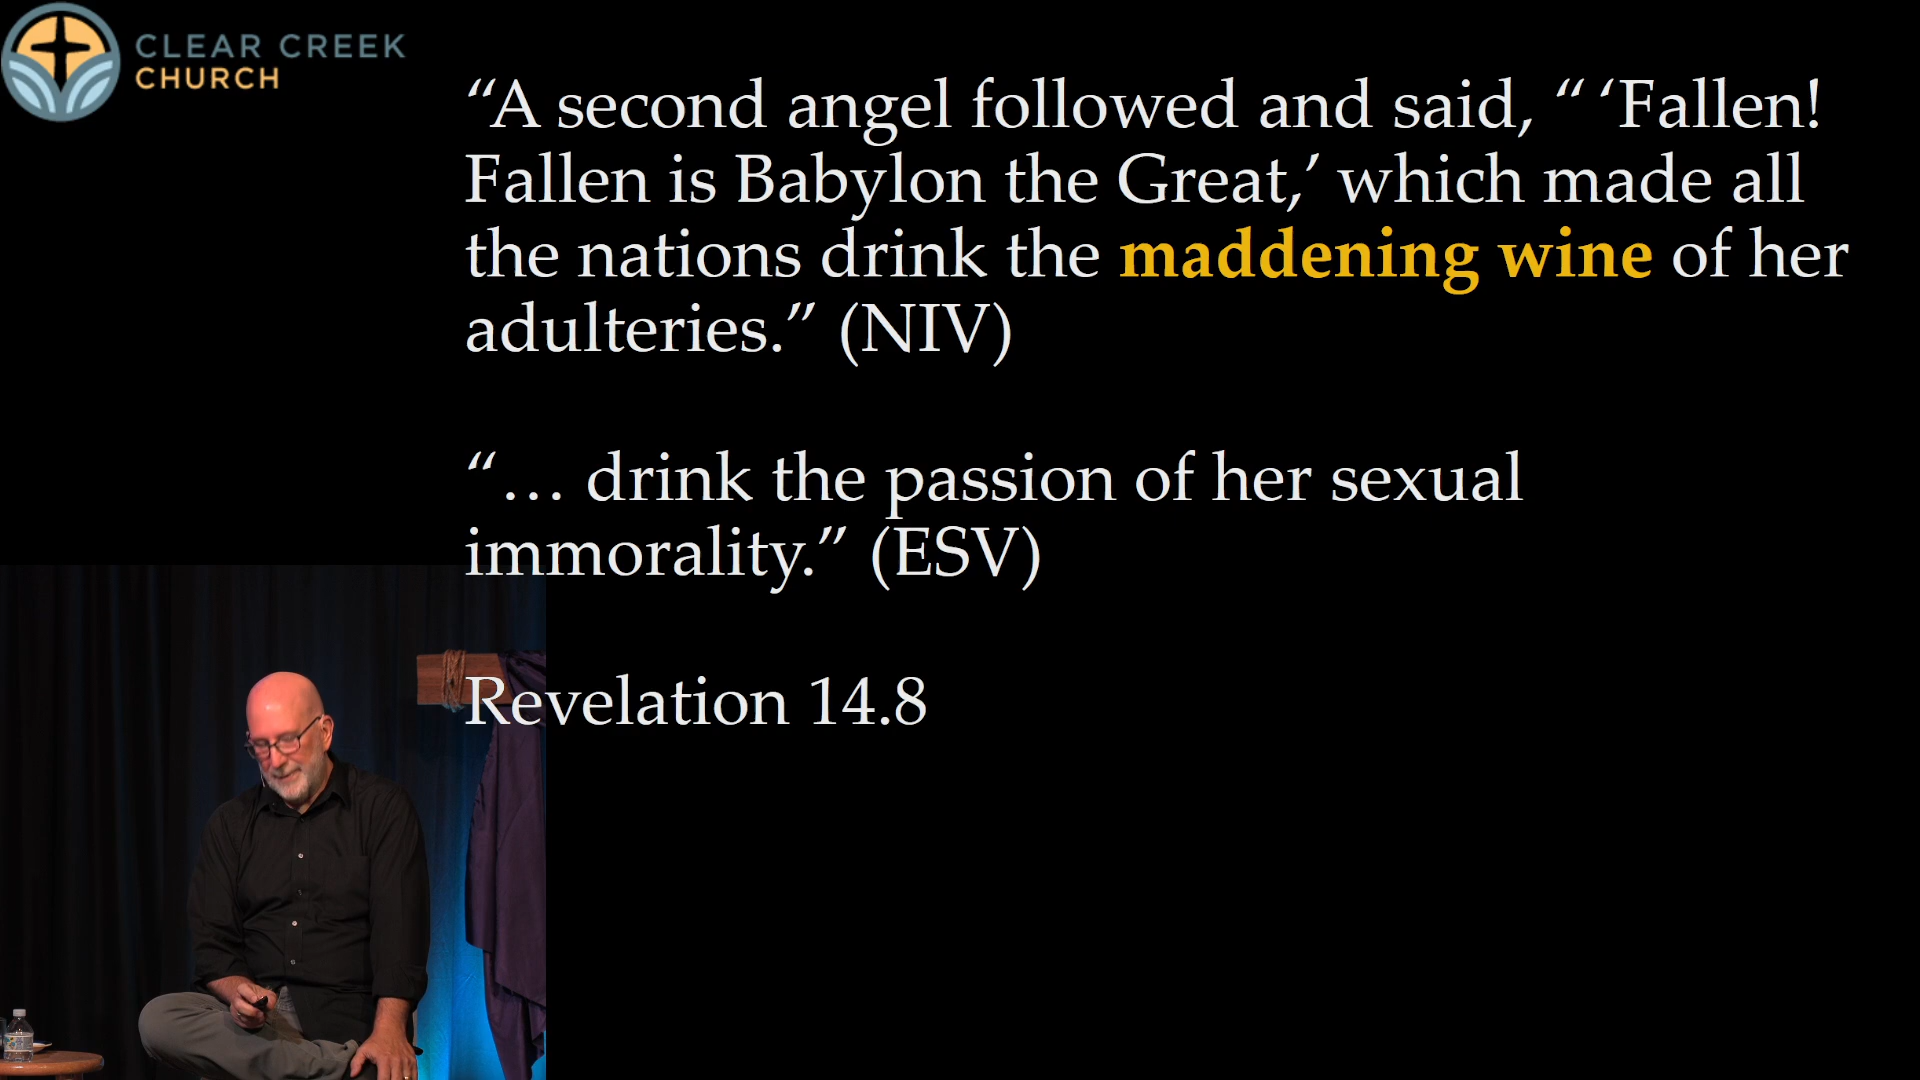 CLEAR CREEK
CHURCH
“A second angel followed and said, “ ‘Fallen!
Fallen is Babylon the Great,’ which made all
the nations drink the maddening wine of her
adulteries.” (NIV)
“… drink the passion of her sexual
immorality.” (ESV)
Revelation 14.8